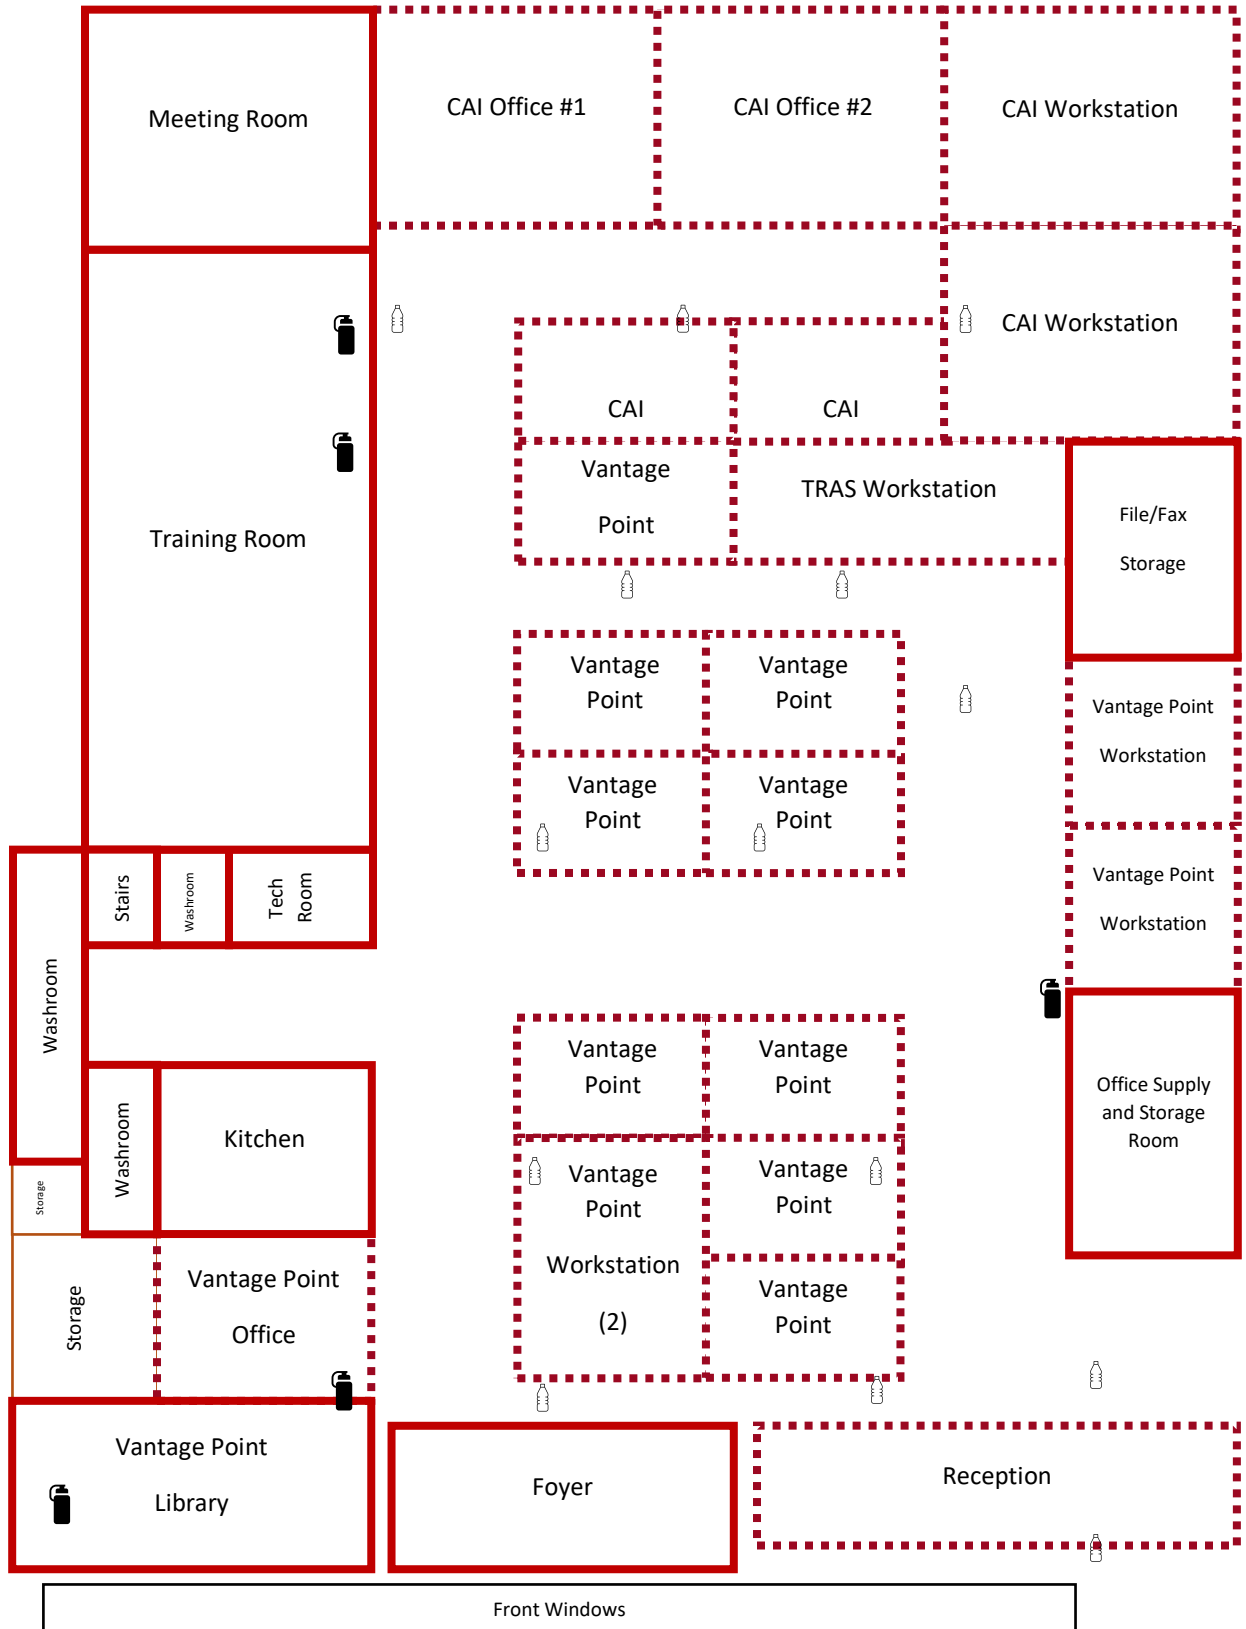 Meeting Room
CAI Office #1
CAI Office #2
CAI Workstation
CAI Workstation
CAI
CAI
Vantage
Point
TRAS Workstation
File/Fax
Storage
Training Room
Vantage
Point
Vantage
Point
Vantage Point
Workstation
Vantage
Point
Vantage
Point
Vantage Point
Workstation
Stairs
Washroom
Tech
Room
Washroom
Vantage
Point
Vantage
Point
Office Supply
and Storage
Room
Washroom
Kitchen
Storage
Vantage
Point
Workstation
(2)
Vantage
Point
Vantage
Point
Storage
Vantage Point
Office
Vantage Point
Library
Foyer
Reception
Front Windows